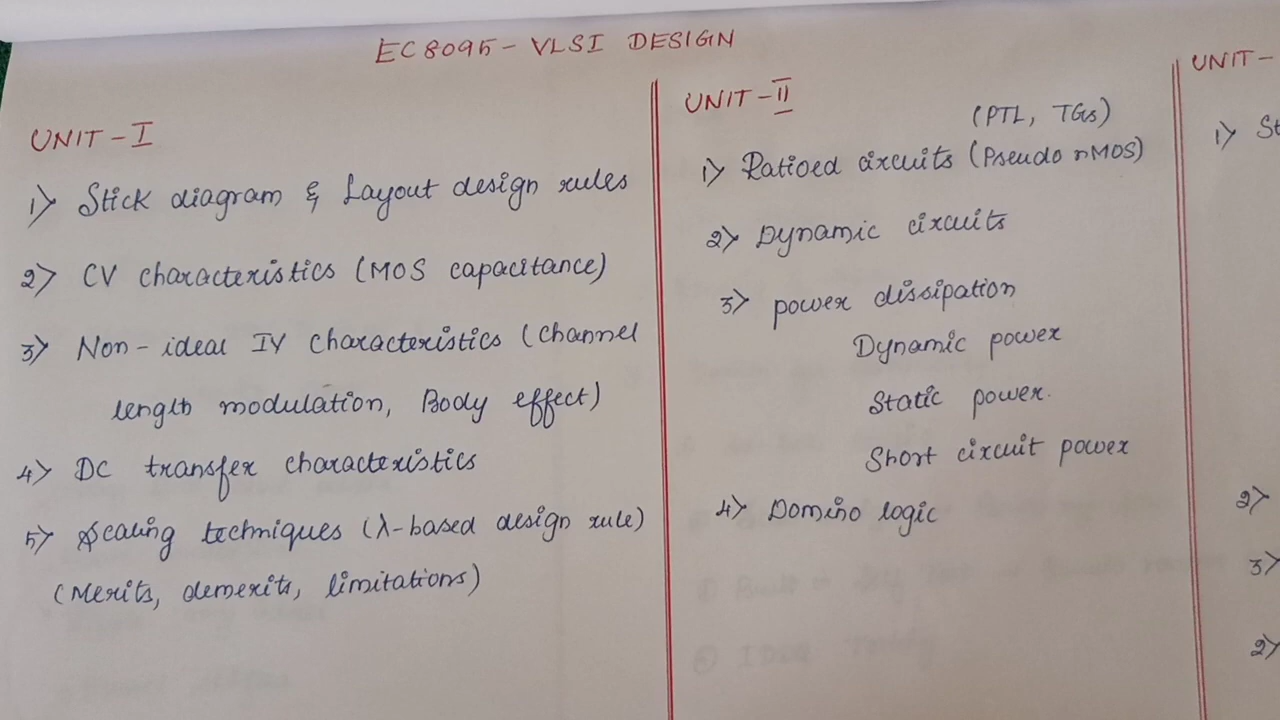 EC8095 - VLSI DESIGN
UNIT - I
1) Stick diagram & Layout design rules
2) CV characteristics (MOS capacitance)
3) Non-ideal IV characteristics (Channel
length modulation, Body effect)
4) DC transfer characteristics
5) Scaling techniques (λ-based design rule)
(Merits, demerits, limitations)
UNIT - II
(PTL, TGs)
1) Ratioed circuits (Pseudo nMOS)
2) Dynamic circuits
3) power dissipation
Dynamic power
Static power.
Short circuit power
4) Domino logic
UNIT -
1) St
2)
3)
2)